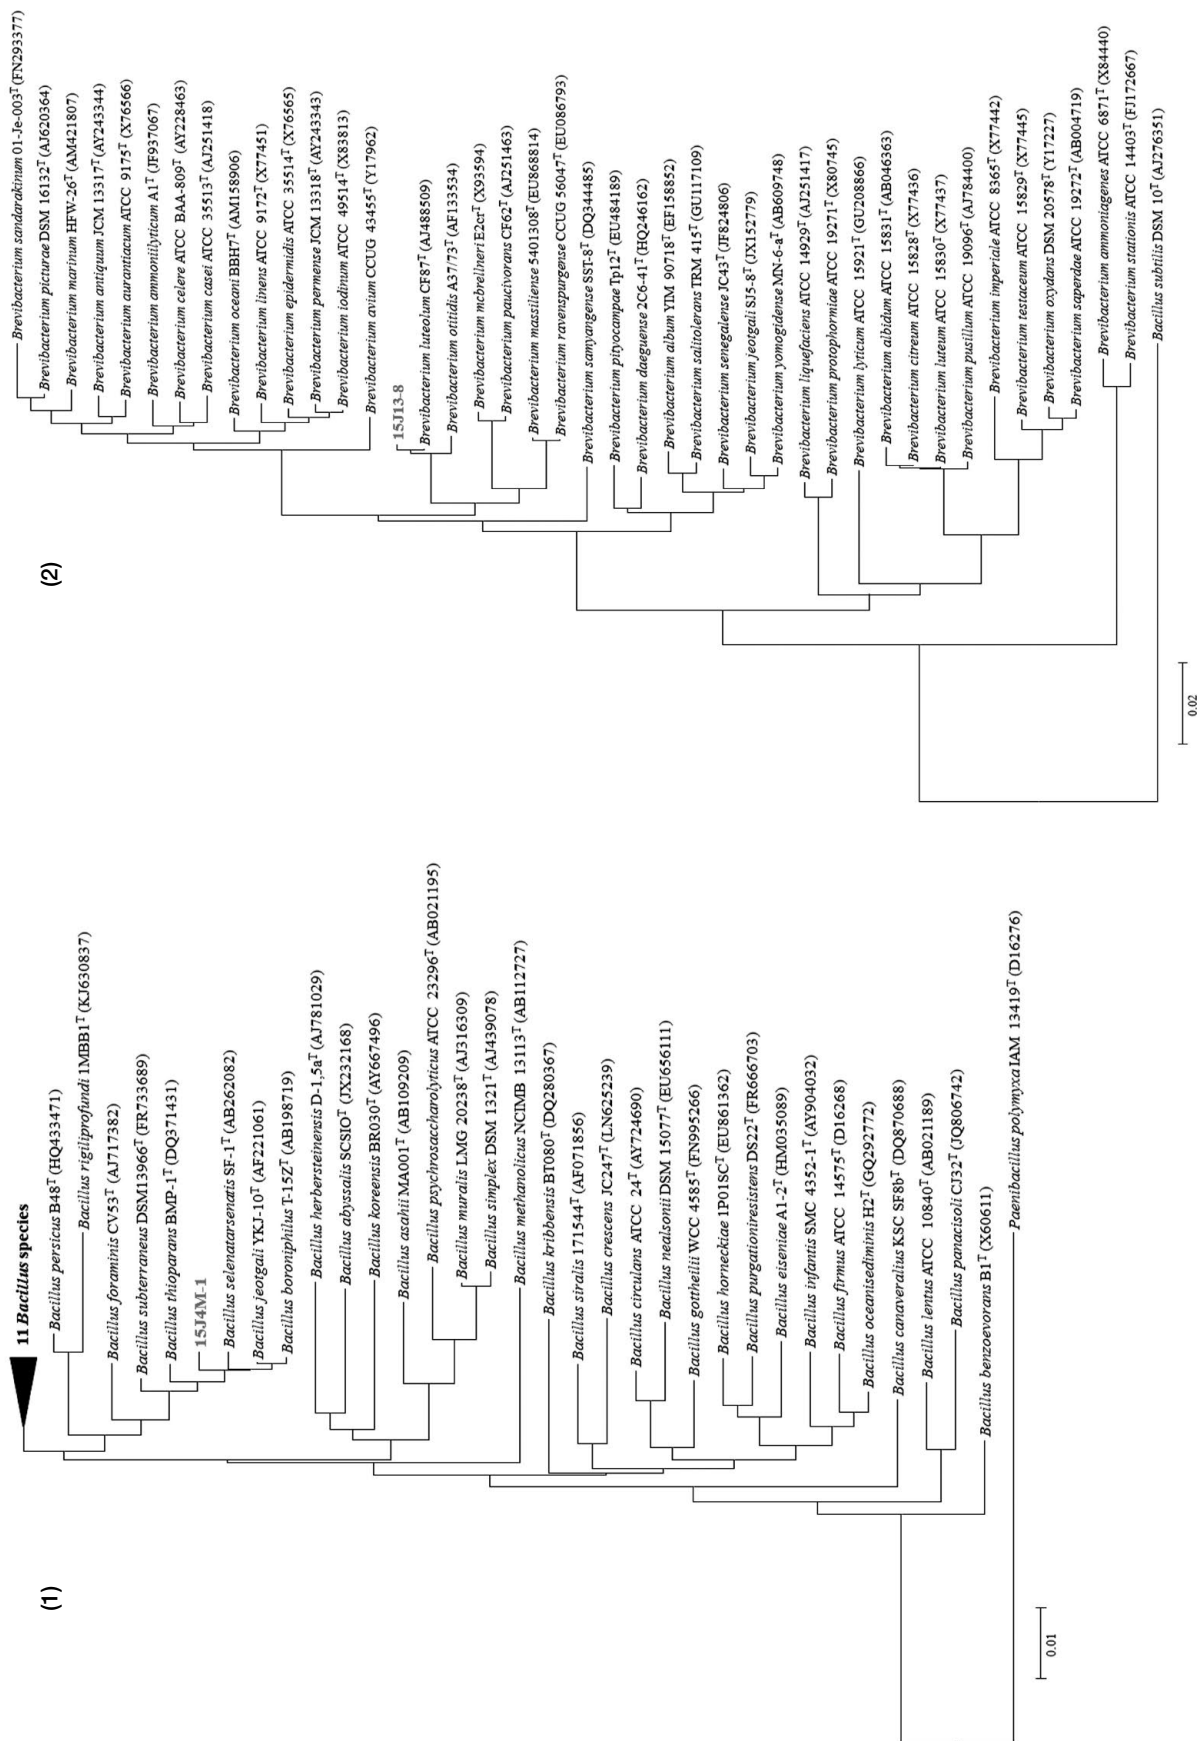 (1)
11 Bacillus species
Bacillus persicus B48T (HQ433471)
Bacillus rigiliprofundi 1MBB1T (KJ630837)
Bacillus foraminis CV53T (AJ717382)
Bacillus subterraneus DSM13966T (FR733689)
Bacillus thioparans BMP-1T (DQ371431)
15J4M-1
Bacillus selenatarsenatis SF-1T (AB262082)
Bacillus jeotgali YKJ-10T (AF221061)
Bacillus boroniphilus T-15ZT (AB198719)
Bacillus herbersteinensis D-1,5aT (AJ781029)
Bacillus abyssalis SCSIOT (JX232168)
Bacillus koreensis BR030T (AY667496)
Bacillus asahii MA001T (AB109209)
Bacillus psychrosaccharolyticus ATCC 23296T (AB021195)
Bacillus muralis LMG 20238T (AJ316309)
Bacillus simplex DSM 1321T (AJ439078)
Bacillus methanolicus NCIMB 13113T (AB112727)
Bacillus kribbensis BT080T (DQ280367)
Bacillus siralis 171544T (AF071856)
Bacillus crescens JC247T (LN625239)
Bacillus circulans ATCC 24T (AY724690)
Bacillus nealsonii DSM 15077T (EU656111)
Bacillus gottheilii WCC 4585T (FN995266)
Bacillus horneckiae 1P01SCT (EU861362)
Bacillus purgationiresistens DS22T (FR666703)
Bacillus eiseniae A1-2T (HM035089)
Bacillus infantis SMC 4352-1T (AY904032)
Bacillus firmus ATCC 14575T (D16268)
Bacillus oceanisediminis H2T (GQ292772)
Bacillus canaveralius KSC SF8bT (DQ870688)
Bacillus lentus ATCC 10840T (AB021189)
Bacillus panacisoli CJ32T (JQ806742)
Bacillus benzoevorans B1T (X60611)
Paenibacillus polymyxa IAM 13419T (D16276)
0.01
(2)
Brevibacterium sandarakinum 01-Je-003T (FN293377)
Brevibacterium picturae DSM 16132T (AJ620364)
Brevibacterium marinum HFW-26T (AM421807)
Brevibacterium antiquum JCM 13317T (AY243344)
Brevibacterium aurantiacum ATCC 9175T (X76566)
Brevibacterium ammoniilyticum A1T (JF937067)
Brevibacterium celere ATCC BAA-809T (AY228463)
Brevibacterium casei ATCC 35513T (AJ251418)
Brevibacterium oceani BBH7T (AM158906)
Brevibacterium linens ATCC 9172T (X77451)
Brevibacterium epidermidis ATCC 35514T (X76565)
Brevibacterium permense JCM 13318T (AY243343)
Brevibacterium iodinum ATCC 49514T (X83813)
Brevibacterium avium CCUG 43455T (Y17962)
15J13-8
Brevibacterium luteolum CF87T (AJ488509)
Brevibacterium otitidis A37/73T (AF133534)
Brevibacterium mcbrellneri E2crT (X93594)
Brevibacterium paucivorans CF62T (AJ251463)
Brevibacterium massiliense 5401308T (EU868814)
Brevibacterium ravenspurgense CCUG 56047T (EU086793)
Brevibacterium samyangense SST-8T (DQ344485)
Brevibacterium pityocampae Tp12T (EU484189)
Brevibacterium daeguense 2C6-41T (HQ246162)
Brevibacterium album YIM 90718T (EF158852)
Brevibacterium salitolerans TRM 415T (GU117109)
Brevibacterium senegalense JC43T (JF824806)
Brevibacterium jeotgali SJ5-8T (JX152779)
Brevibacterium yomogidense MN-6-aT (AB609748)
Brevibacterium liquefaciens ATCC 14929T (AJ251417)
Brevibacterium protophormiae ATCC 19271T (X80745)
Brevibacterium lyticum ATCC 15921T (GU208866)
Brevibacterium albidum ATCC 15831T (AB046363)
Brevibacterium citreum ATCC 15828T (X77436)
Brevibacterium luteum ATCC 15830T (X77437)
Brevibacterium pusillum ATCC 19096T (AJ784400)
Brevibacterium imperiale ATCC 8365T (X77442)
Brevibacterium testaceum ATCC 15829T (X77445)
Brevibacterium oxydans DSM 20578T (Y17227)
Brevibacterium saperdae ATCC 19272T (AB004719)
Brevibacterium ammoniagenes ATCC 6871T (X84440)
Brevibacterium stationis ATCC 14403T (FJ172667)
Bacillus subtilis DSM 10T (AJ276351)
0.02